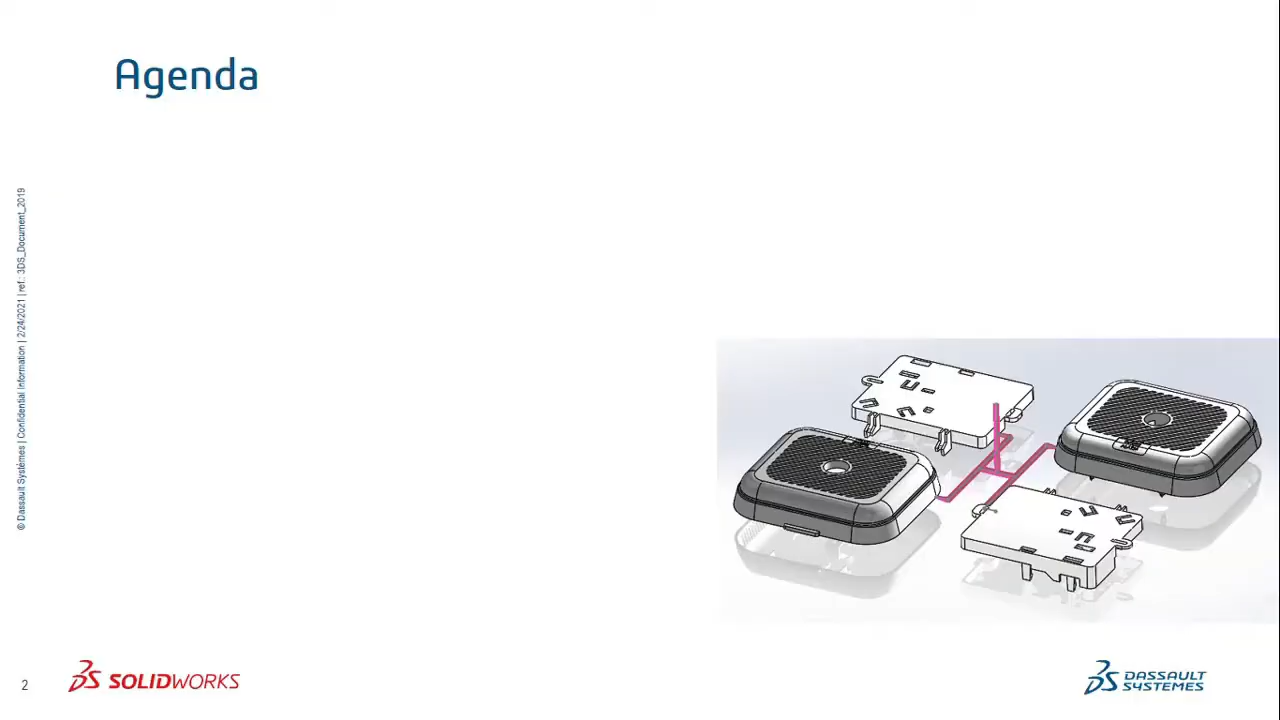 Agenda
© Dassault Systèmes | Confidential Information | 2/24/2021 | ref.: 3DS_Document_2019
2
SOLIDWORKS
DASSAULT
SYSTEMES